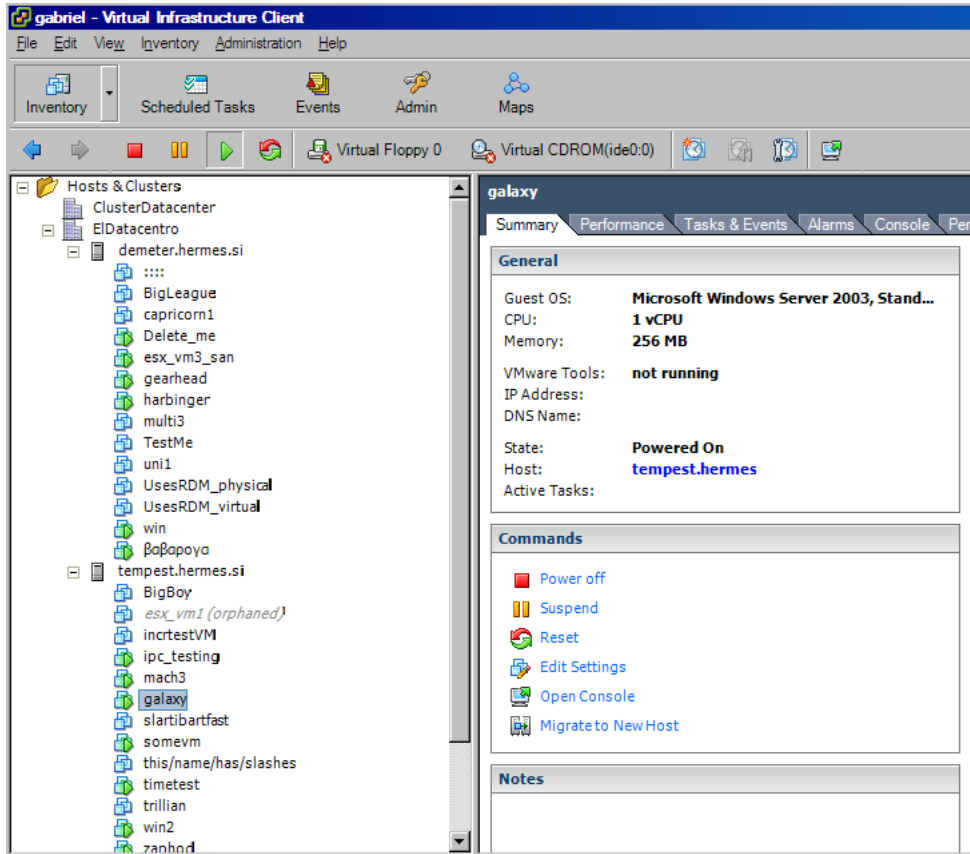 gabriel - Virtual Infrastructure Client
File Edit View Inventory Administration Help
Inventory Scheduled Tasks Events Admin Maps
Virtual Floppy 0 Virtual CDROM(ide0:0)
Hosts & Clusters
ClusterDatacenter
ElDatacentro
demeter.hermes.si
::::
BigLeague
capricorn1
Delete_me
esx_vm3_san
gearhead
harbinger
multi3
TestMe
uni1
UsesRDM_physical
UsesRDM_virtual
win
βαβαρογα
tempest.hermes.si
BigBoy
esx_vm1 (orphaned)
incrtestVM
ipc_testing
mach3
galaxy
slartibartfast
somevm
this/name/has/slashes
timetest
trillian
win2
zaphod
galaxy
Summary Performance Tasks & Events Alarms Console Per
General
Guest OS: Microsoft Windows Server 2003, Stand...
CPU: 1 vCPU
Memory: 256 MB
VMware Tools: not running
IP Address:
DNS Name:
State: Powered On
Host: tempest.hermes
Active Tasks:
Commands
Power off
Suspend
Reset
Edit Settings
Open Console
Migrate to New Host
Notes